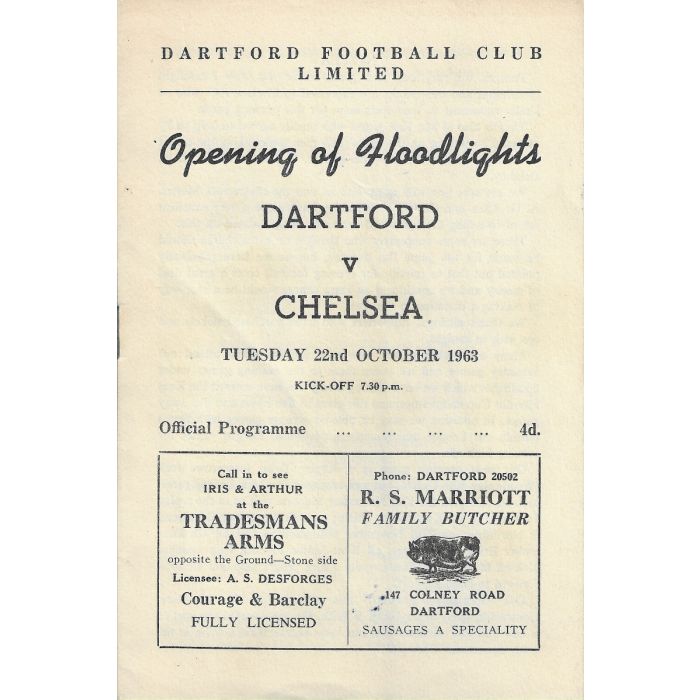 DARTFORD FOOTBALL CLUB
LIMITED
Opening of Floodlights
DARTFORD
v
CHELSEA
TUESDAY 22nd OCTOBER 1963
KICK-OFF 7.30 p.m.
Official Programme ... ... ... ... 4d.
Call in to see
IRIS & ARTHUR
at the
TRADESMANS
ARMS
opposite the Ground—Stone side
Licensee: A. S. DESFORGES
Courage & Barclay
FULLY LICENSED
Phone: DARTFORD 20502
R. S. MARRIOTT
FAMILY BUTCHER
147 COLNEY ROAD
DARTFORD
SAUSAGES A SPECIALITY